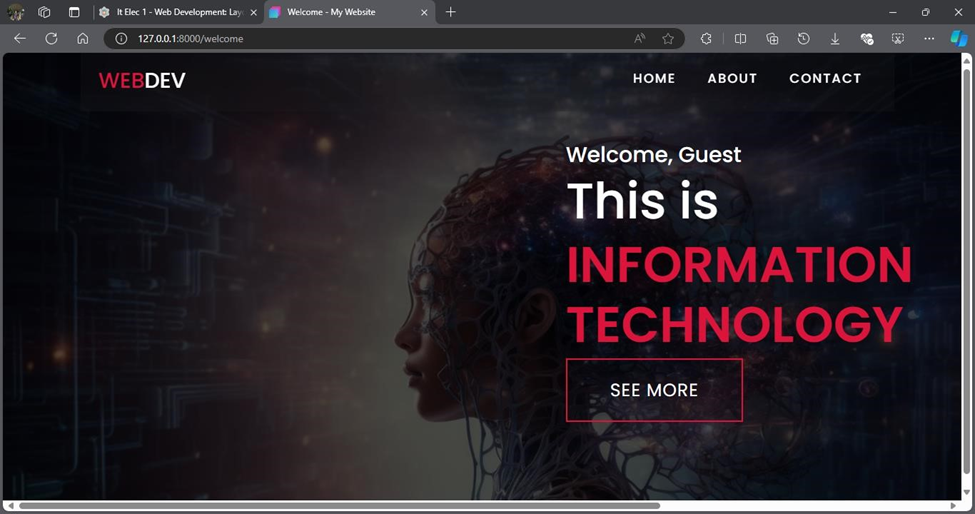 It Elec 1 - Web Development: Lay
Welcome - My Website
127.0.0.1:8000/welcome
WEBDEV
HOME ABOUT CONTACT
Welcome, Guest
This is
INFORMATION
TECHNOLOGY
SEE MORE